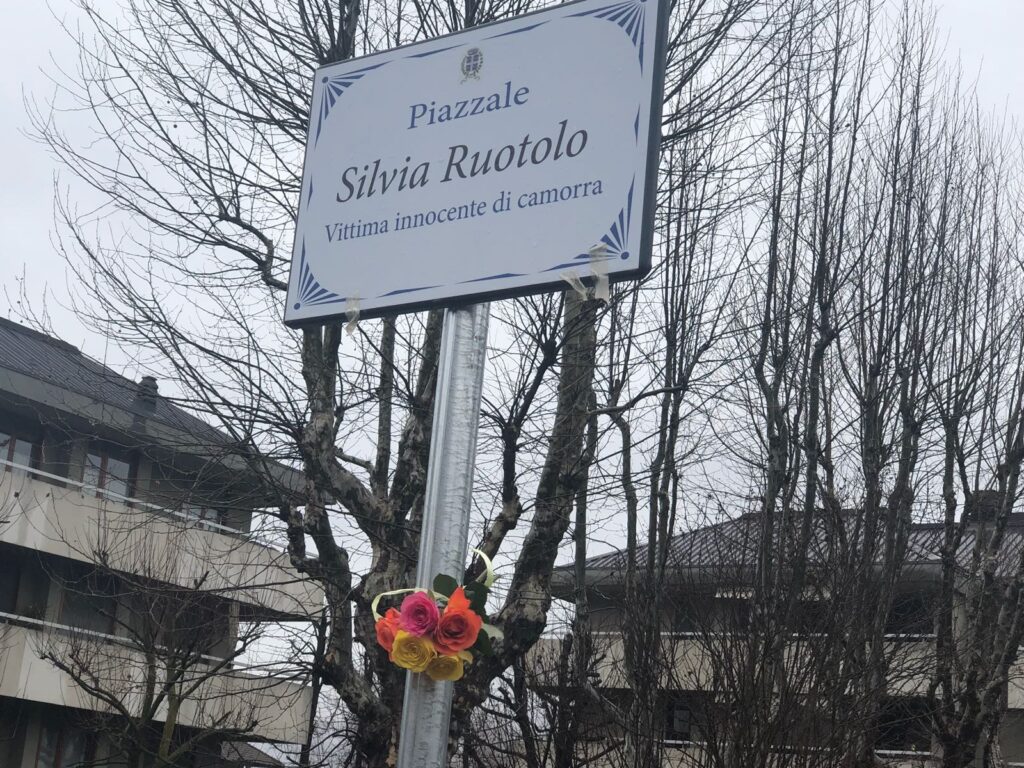 Piazzale
Silvia Ruotolo
Vittima innocente di camorra